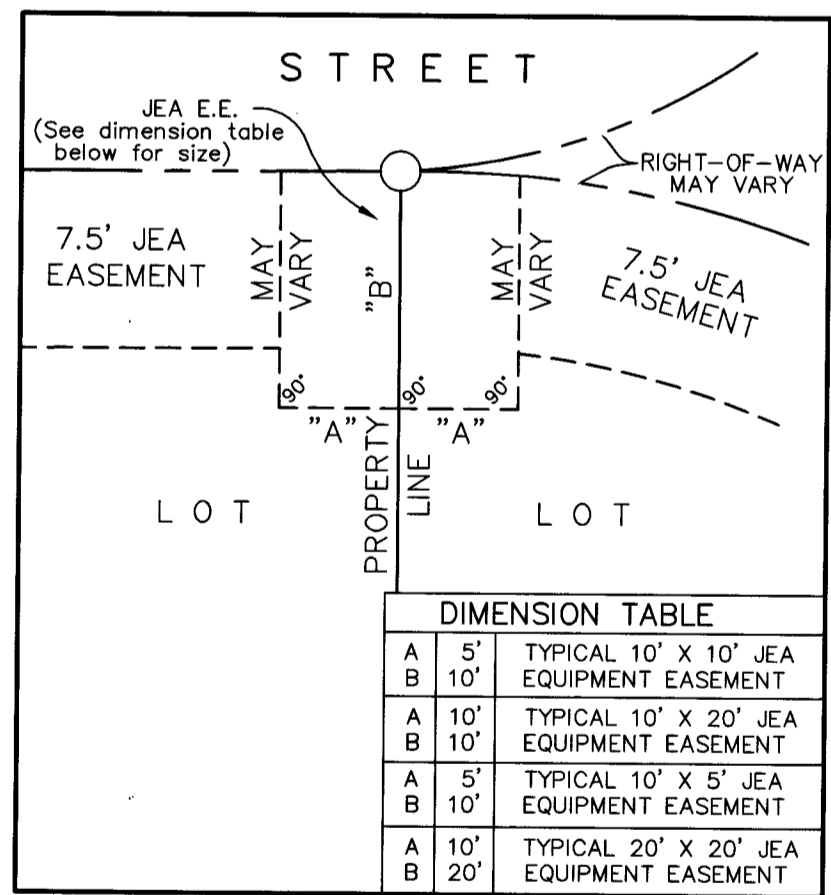 STREET
JEA E.E.
(See dimension table
below for size)
RIGHT-OF-WAY
MAY VARY
7.5' JEA
EASEMENT
MAY
VARY
"B"
MAY
VARY
7.5' JEA
EASEMENT
90°
90°
90°
"A"
"A"
PROPERTY
LINE
LOT
LOT
DIMENSION TABLE
A 5' TYPICAL 10' X 10' JEA
B 10' EQUIPMENT EASEMENT
A 10' TYPICAL 10' X 20' JEA
B 10' EQUIPMENT EASEMENT
A 5' TYPICAL 10' X 5' JEA
B 10' EQUIPMENT EASEMENT
A 10' TYPICAL 20' X 20' JEA
B 20' EQUIPMENT EASEMENT